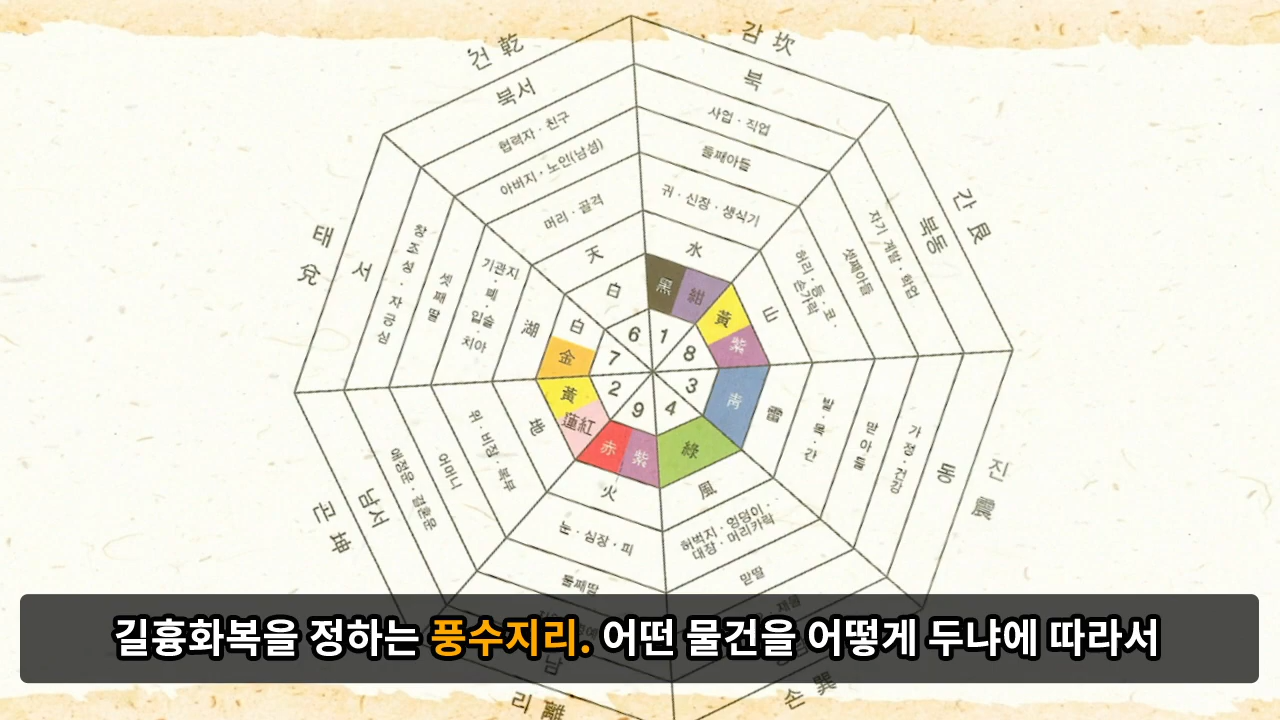 건 乾
북서
협력자 · 친구
아버지 · 노인(남성)
머리 · 골격
天
白
6
감 坎
북
사업 · 직업
둘째아들
귀 · 신장 · 생식기
水
黑 紺
1
간 艮
북동
자기 계발 · 학업
셋째아들
허리 · 등 · 코 ·
손가락
山
黃
紫
8
진 震
동
가정 · 건강
맏아들
발 · 목 · 간
雷
靑
3
손 巽
맏딸
허벅지 · 엉덩이 ·
대장 · 머리카락
風
綠
4
리 離
남
둘째딸
눈 · 심장 · 피
火
赤 紫
9
곤 坤
남서
애정운 · 결혼운
어머니
위 · 비장 · 복부
地
黃
蓮紅
2
태 兌
서
창조성 · 자긍심
셋째딸
기관지
· 폐 ·
입술 ·
치아
湖
白
金
7
길흉화복을 정하는 풍수지리. 어떤 물건을 어떻게 두냐에 따라서